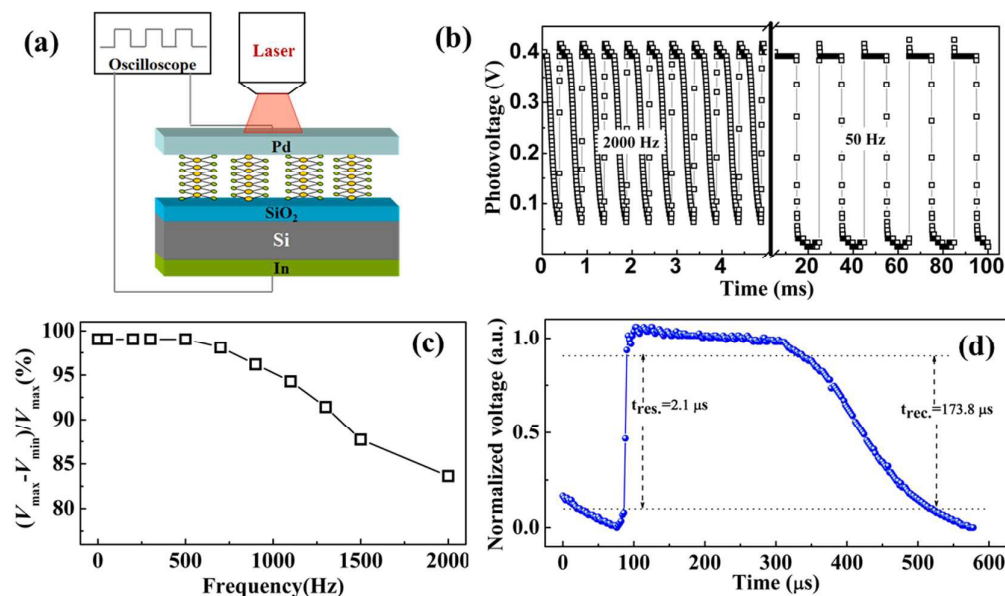 (a)
Oscilloscope
Laser
Pd
SiO2
Si
In
(b)
Photovoltage (V)
0.4
0.3
0.2
0.1
2000 Hz
50 Hz
0 1 2 3 4 20 40 60 80 100
Time (ms)
(c)
(Vmax-Vmin)/Vmax(%)
100
95
90
85
80
0 500 1000 1500 2000
Frequency(Hz)
(d)
Normalized voltage (a.u.)
1.0
0.5
0.0
tres.=2.1 μs
trec.=173.8 μs
0 100 200 300 400 500 600
Time (μs)